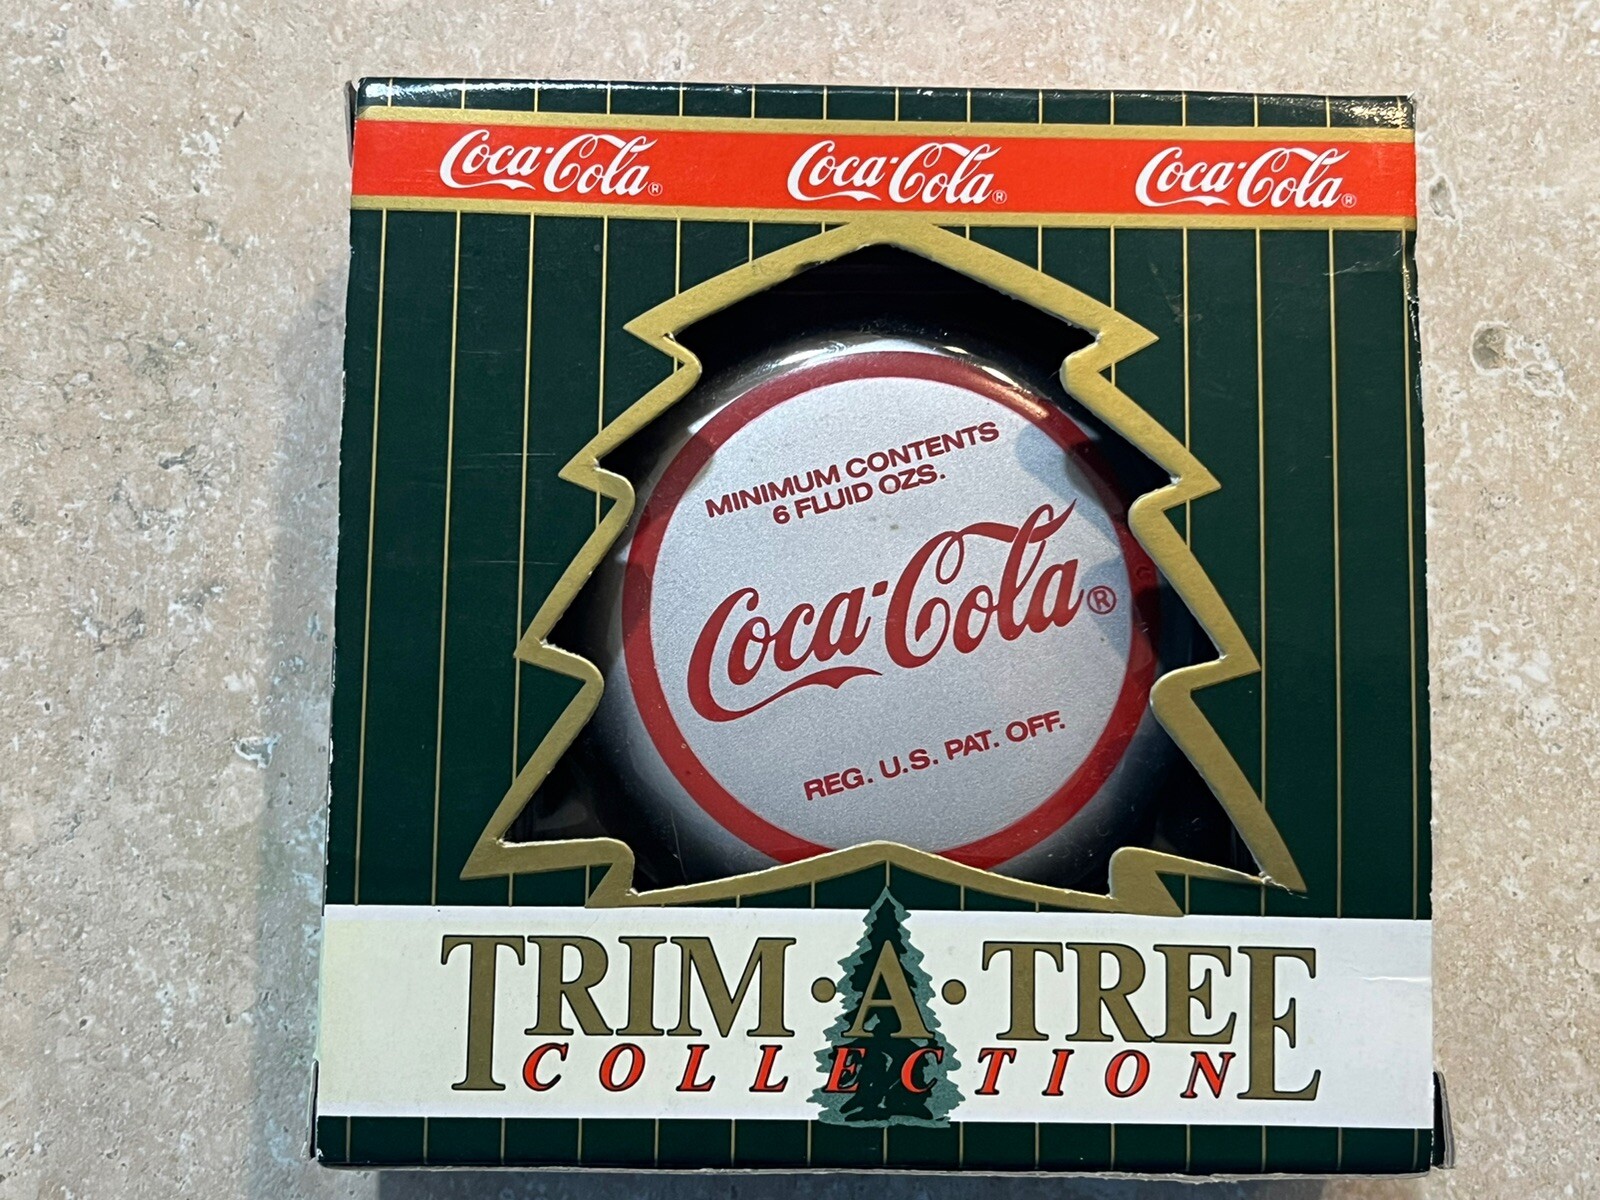 Coca-Cola® Coca-Cola® Coca-Cola®
MINIMUM CONTENTS
6 FLUID OZS.
Coca-Cola®
REG. U.S. PAT. OFF.
TRIM·A·TREE
COLLECTION